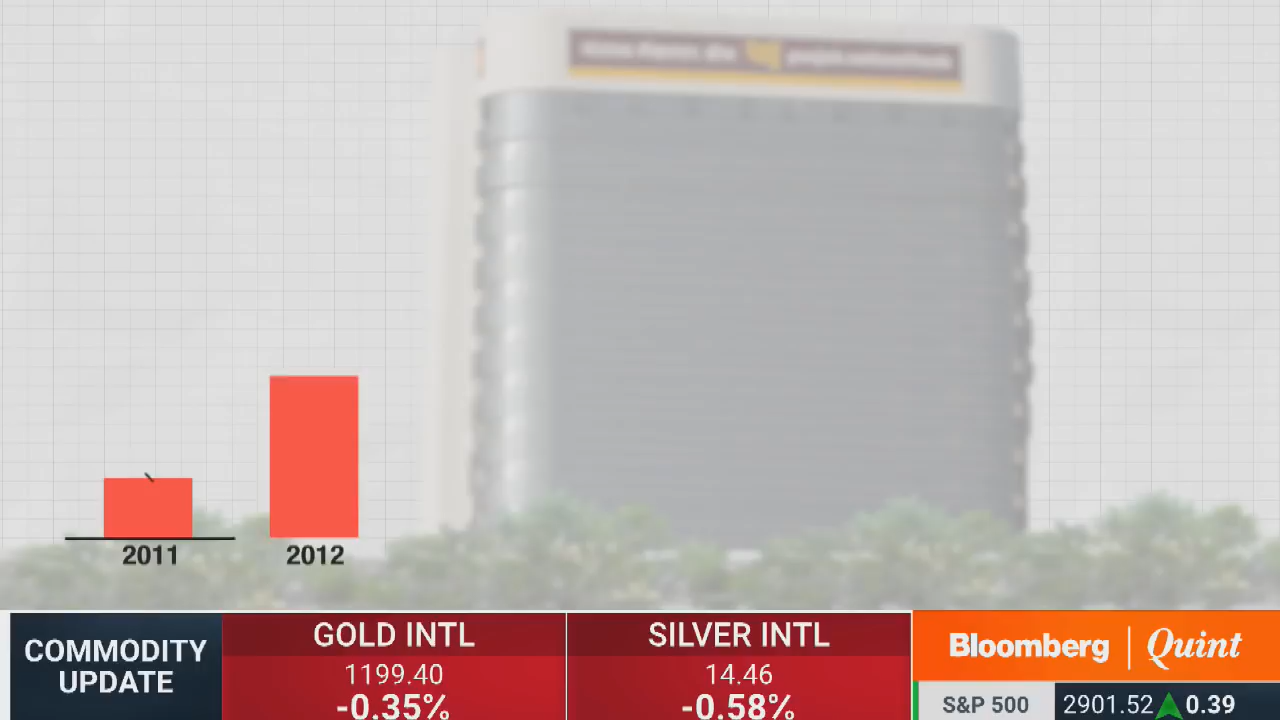 2011
2012
COMMODITY
UPDATE
GOLD INTL
1199.40
-0.35%
SILVER INTL
14.46
-0.58%
Bloomberg | Quint
S&P 500 2901.52 0.39